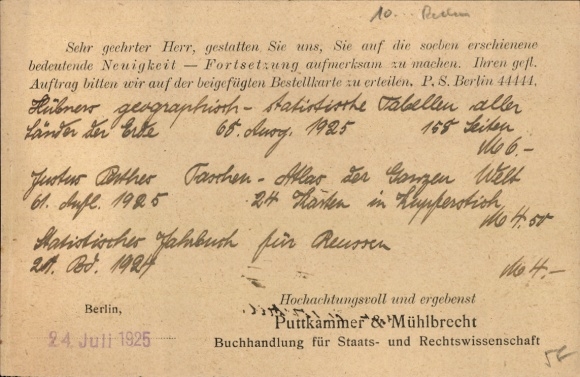 10. Berlin
Sehr geehrter Herr, gestatten Sie uns, Sie auf die soeben erschienene
bedeutende Neuigkeit — Fortsetzung aufmerksam zu machen. Ihren gefl.
Auftrag bitten wir auf der beigefügten Bestellkarte zu erteilen. P. S. Berlin 44444.
Hübners geographisch-statistische Tabellen aller
Länder der Erde 65. Ausg. 1925 155 Seiten
M 6.-
Justus Perthes Taschen-Atlas der Ganzen Welt
61. Aufl. 1925 24 Karten in Kupferstich
M 4.50
Statistisches Jahrbuch für Preussen
21. Bd. 1924 M 4.-
Hochachtungsvoll und ergebenst
Berlin, Puttkammer & Mühlbrecht
24. Juli 1925 Buchhandlung für Staats- und Rechtswissenschaft